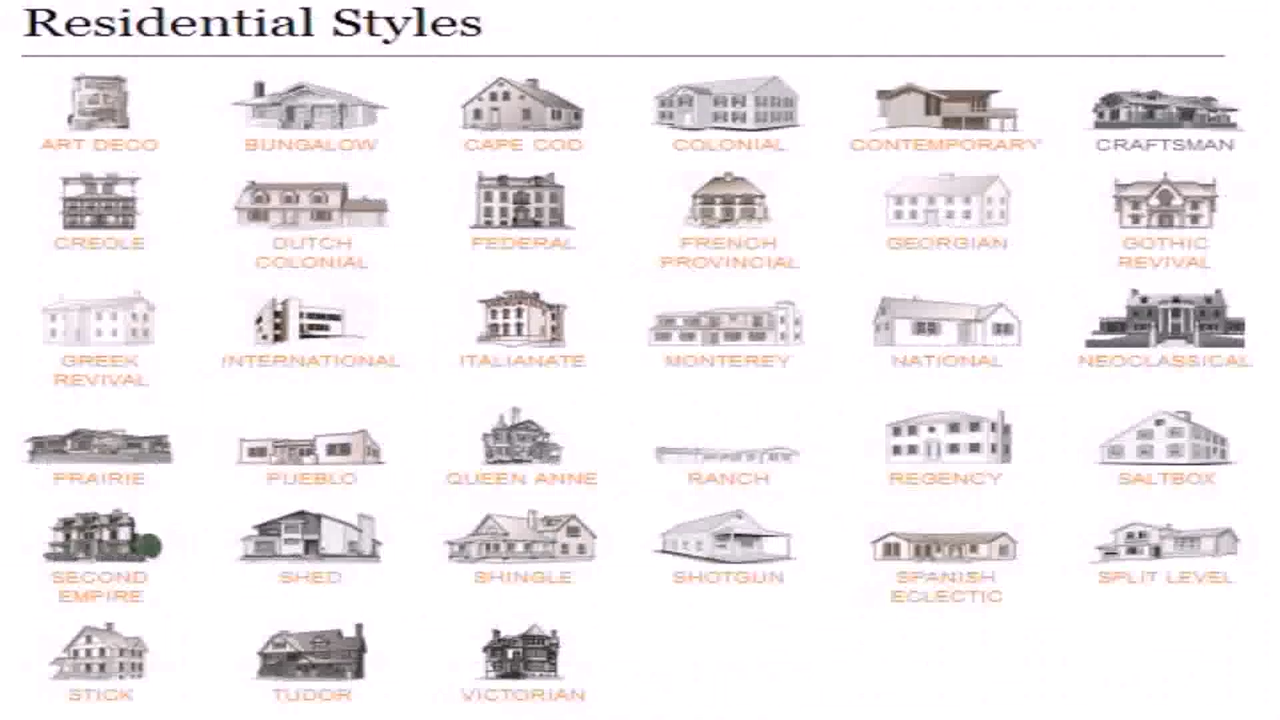 Residential Styles
ART DECO
BUNGALOW
CAPE COD
COLONIAL
CONTEMPORARY
CRAFTSMAN
CREOLE
DUTCH
COLONIAL
FEDERAL
FRENCH
PROVINCIAL
GEORGIAN
GOTHIC
REVIVAL
GREEK
REVIVAL
INTERNATIONAL
ITALIANATE
MONTEREY
NATIONAL
NEOCLASSICAL
PRAIRIE
PUEBLO
QUEEN ANNE
RANCH
REGENCY
SALTBOX
SECOND
EMPIRE
SHED
SHINGLE
SHOTGUN
SPANISH
ECLECTIC
SPLIT LEVEL
STICK
TUDOR
VICTORIAN